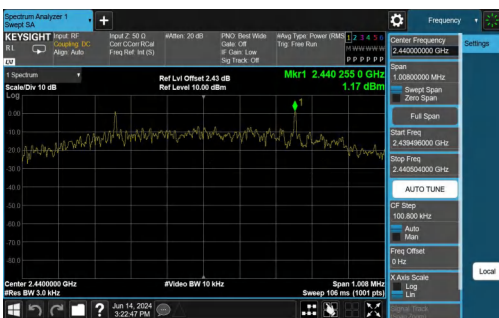 Spectrum Analyzer 1
Swept SA
+
Frequency
KEYSIGHT
Input: RF
Input Z: 50 Ω
#Atten: 20 dB
PNO: Best Wide
#Avg Type: Power (RMS
1 2 3 4 5 6
RL
Coupling: DC
Corr CCorr RCal
Gate: Off
Trig: Free Run
Align: Auto
Freq Ref: Int (S)
IF Gain: Low
M W W W W W
Sig Track: Off
P P P P P P
LXI
1 Spectrum
Ref Lvl Offset 2.43 dB
Mkr1 2.440 255 0 GHz
Scale/Div 10 dB
Ref Level 10.00 dBm
1.17 dBm
Log
1
0.00
-10.0
-20.0
-30.0
-40.0
-50.0
-60.0
-70.0
-80.0
Center 2.4400000 GHz
#Video BW 10 kHz
Span 1.008 MHz
#Res BW 3.0 kHz
Sweep 106 ms (1001 pts)
Jun 14, 2024
3:22:47 PM
?
Center Frequency
2.440000000 GHz
Settings
Span
1.00800000 MHz
Swept Span
Zero Span
Full Span
Start Freq
2.439496000 GHz
Stop Freq
2.440504000 GHz
AUTO TUNE
CF Step
100.800 kHz
Auto
Man
Freq Offset
0 Hz
X Axis Scale
Log
Lin
Local
Signal Track